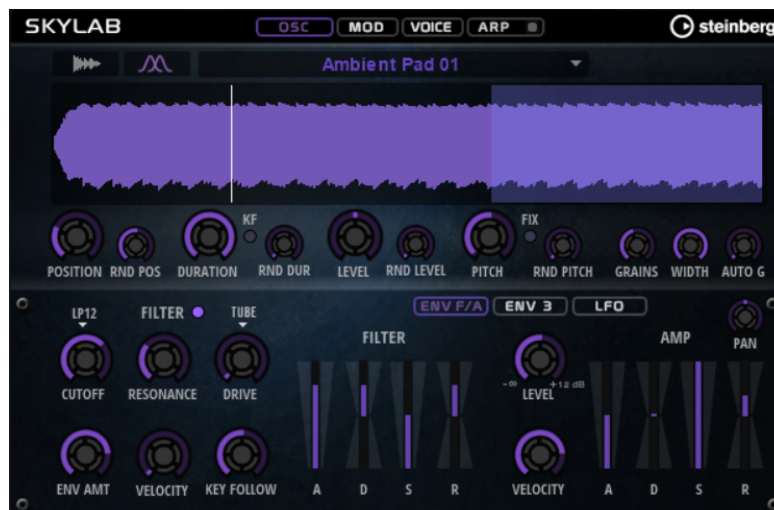 SKYLAB OSC MOD VOICE ARP steinberg
Ambient Pad 01
KF FIX
POSITION RND POS DURATION RND DUR LEVEL RND LEVEL PITCH RND PITCH GRAINS WIDTH AUTO G
ENV F/A ENV 3 LFO
LP12 FILTER TUBE
FILTER AMP PAN
-∞ +12 dB
CUTOFF RESONANCE DRIVE LEVEL
ENV AMT VELOCITY KEY FOLLOW A D S R VELOCITY A D S R